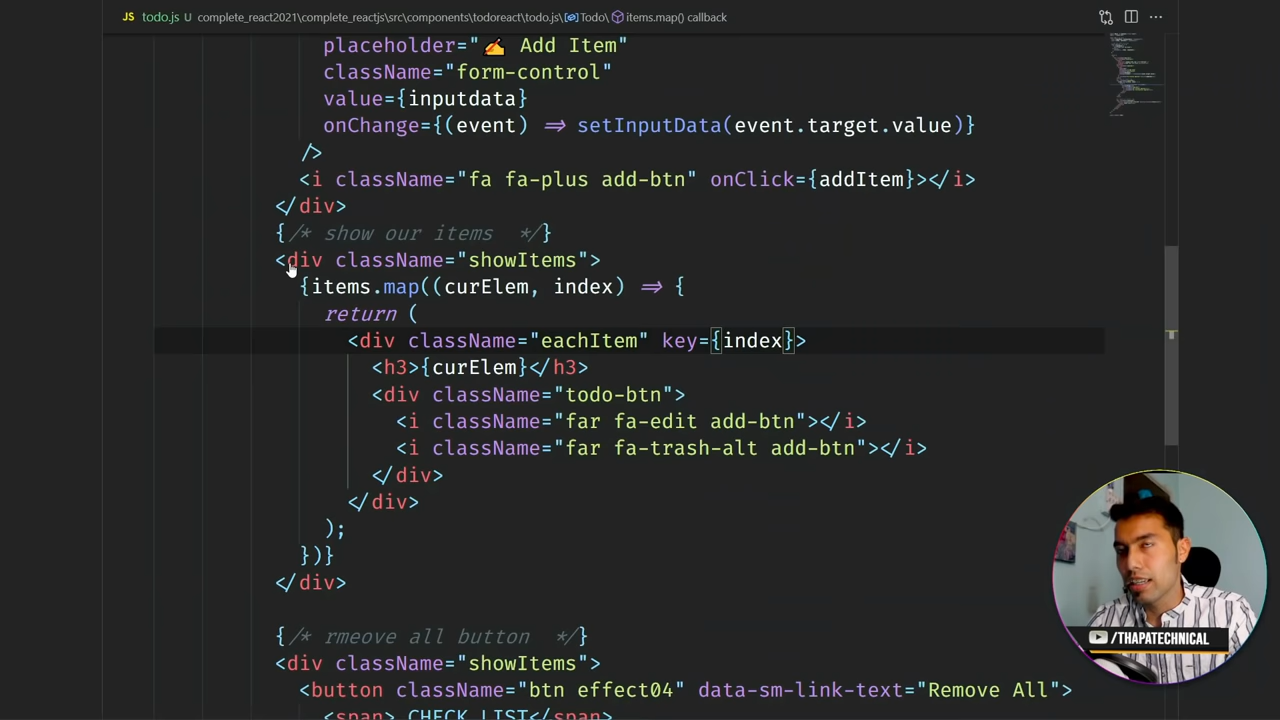 JS todo.js U complete_react2021\complete_reactjs\src\components\todoreact\todo.js\Todo\items.map() callback
placeholder="✍ Add Item"
className="form-control"
value={inputdata}
onChange={(event) => setInputData(event.target.value)}
/>
<i className="fa fa-plus add-btn" onClick={addItem}></i>
</div>
{/* show our items  */}
<div className="showItems">
{items.map((curElem, index) => {
return (
<div className="eachItem" key={index}>
<h3>{curElem}</h3>
<div className="todo-btn">
<i className="far fa-edit add-btn"></i>
<i className="far fa-trash-alt add-btn"></i>
</div>
</div>
);
})}
</div>
{/* rmeove all button  */}
<div className="showItems">
<button className="btn effect04" data-sm-link-text="Remove All">
<span> CHECK LIST</span>
/THAPATECHNICAL